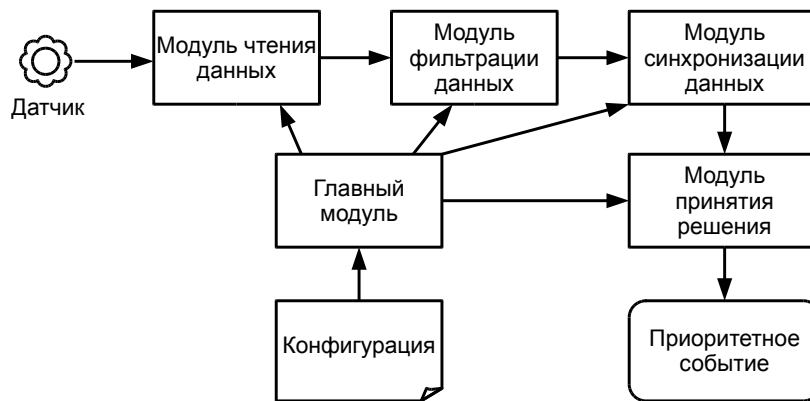 Модуль чтения
данных
Модуль
фильтрации
данных
Модуль
синхронизации
данных
Датчик
Главный
модуль
Модуль
принятия
решения
Конфигурация
Приоритетное
событие